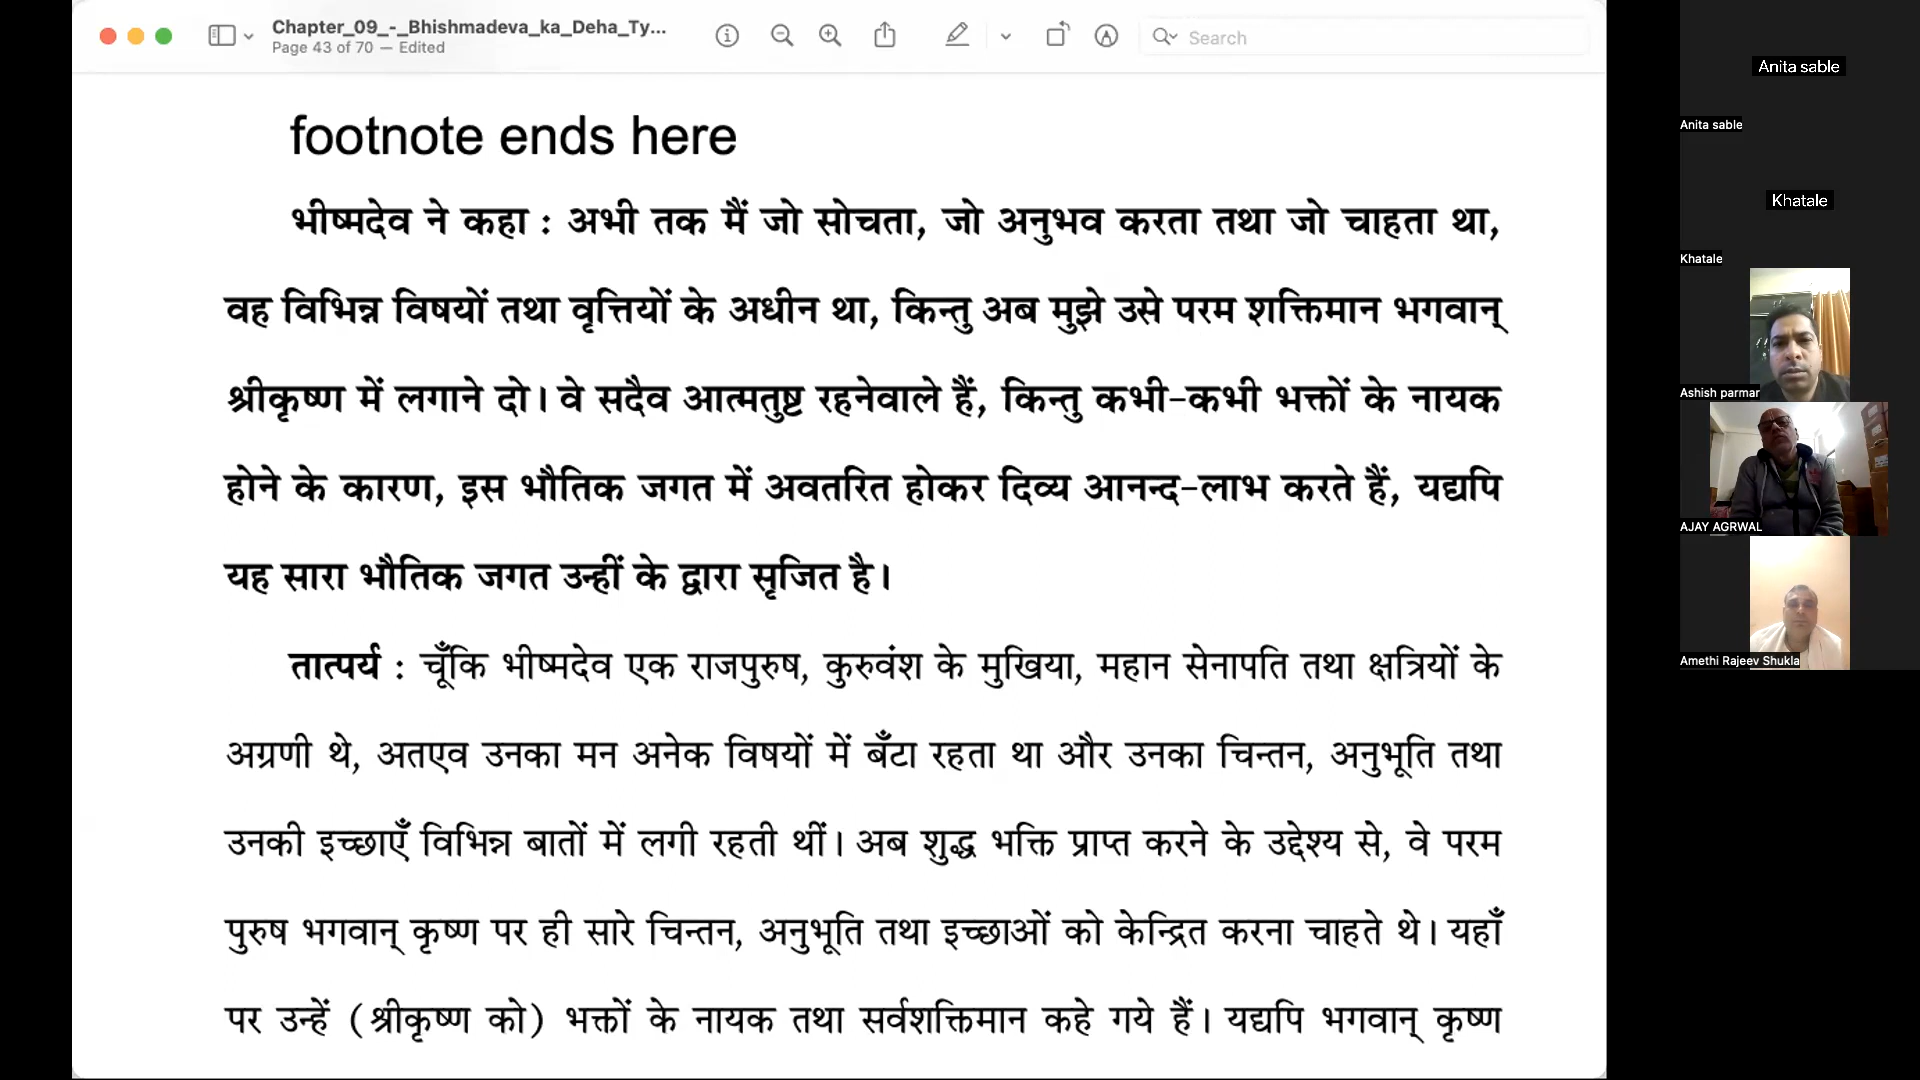 Chapter_09_-_Bhishmadeva_ka_Deha_Ty...
Page 43 of 70 — Edited
Search
footnote ends here
भीष्मदेव ने कहा : अभी तक मैं जो सोचता, जो अनुभव करता तथा जो चाहता था,
वह विभिन्न विषयों तथा वृत्तियों के अधीन था, किन्तु अब मुझे उसे परम शक्तिमान भगवान्
श्रीकृष्ण में लगाने दो। वे सदैव आत्मतुष्ट रहनेवाले हैं, किन्तु कभी-कभी भक्तों के नायक
होने के कारण, इस भौतिक जगत में अवतरित होकर दिव्य आनन्द-लाभ करते हैं, यद्यपि
यह सारा भौतिक जगत उन्हीं के द्वारा सृजित है।
तात्पर्य : चूँकि भीष्मदेव एक राजपुरुष, कुरुवंश के मुखिया, महान सेनापति तथा क्षत्रियों के
अग्रणी थे, अतएव उनका मन अनेक विषयों में बँटा रहता था और उनका चिन्तन, अनुभूति तथा
उनकी इच्छाएँ विभिन्न बातों में लगी रहती थीं। अब शुद्ध भक्ति प्राप्त करने के उद्देश्य से, वे परम
पुरुष भगवान् कृष्ण पर ही सारे चिन्तन, अनुभूति तथा इच्छाओं को केन्द्रित करना चाहते थे। यहाँ
पर उन्हें (श्रीकृष्ण को) भक्तों के नायक तथा सर्वशक्तिमान कहे गये हैं। यद्यपि भगवान् कृष्ण
Anita sable
Anita sable
Khatale
Khatale
Ashish parmar
AJAY AGRWAL
Amethi Rajeev Shukla